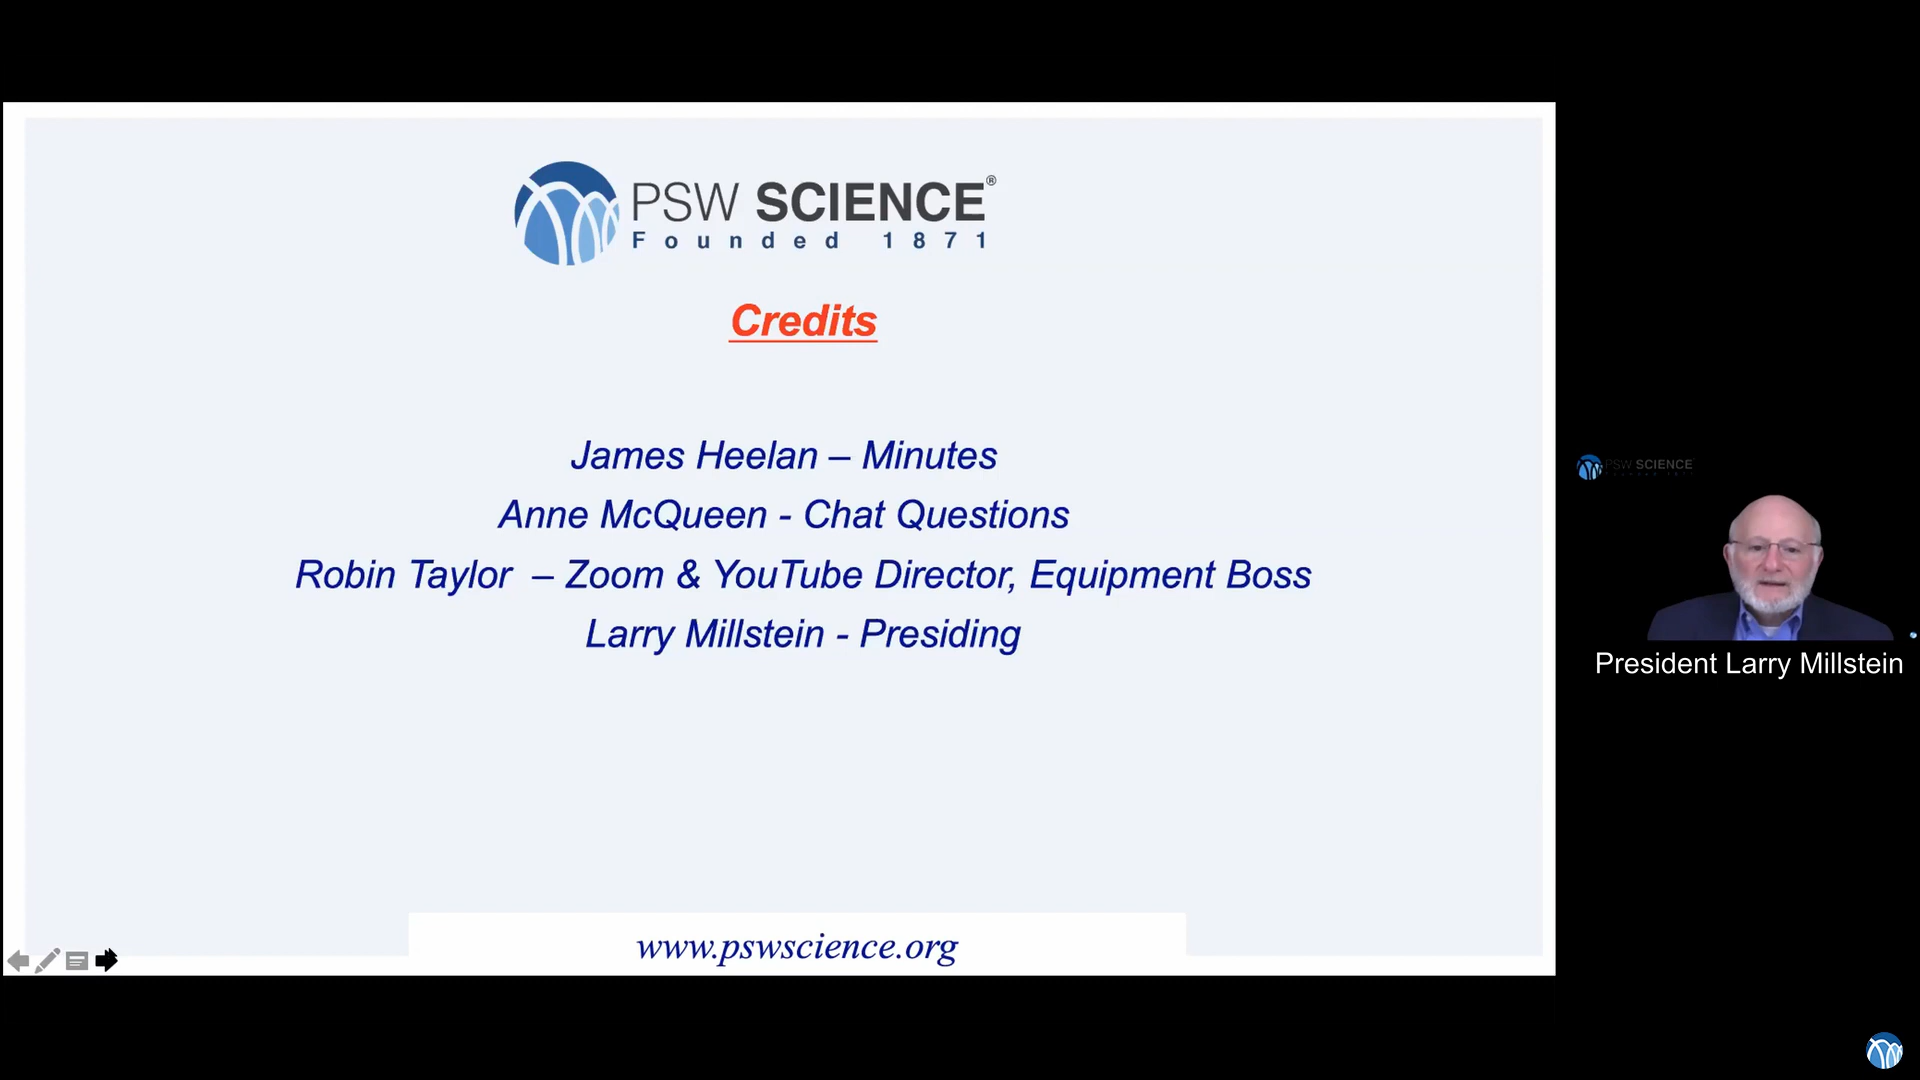 PSW SCIENCE®
Founded 1871
Credits
James Heelan – Minutes
Anne McQueen - Chat Questions
Robin Taylor – Zoom & YouTube Director, Equipment Boss
Larry Millstein - Presiding
www.pswscience.org
PSW SCIENCE
President Larry Millstein